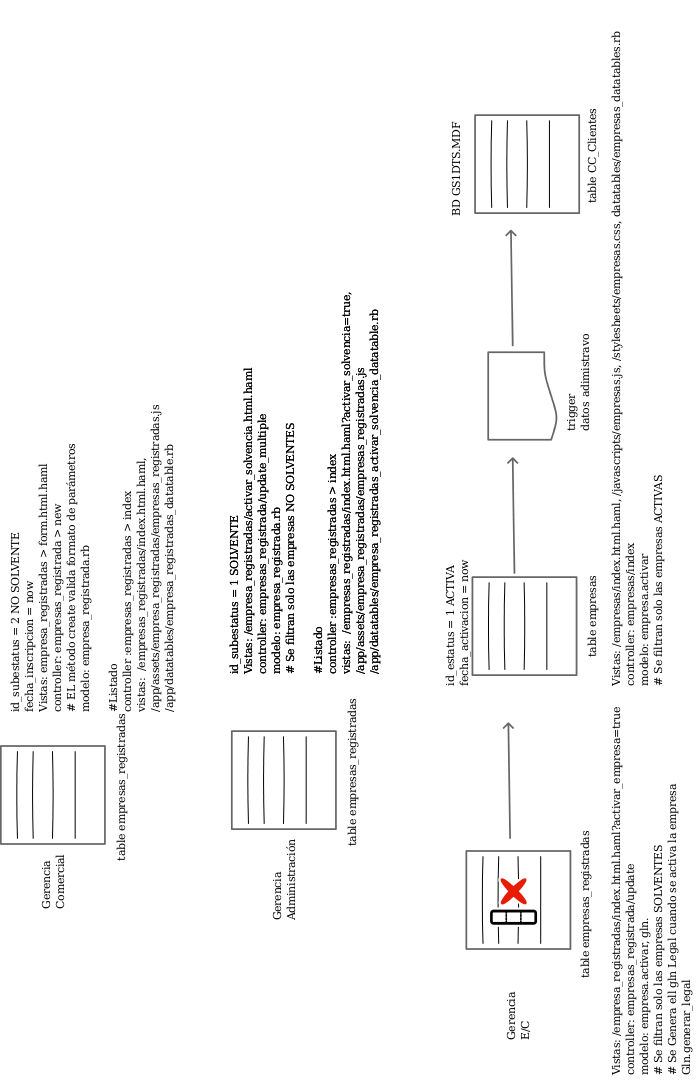 Gerencia
Comercial
table empresas_registradas
id_subestatus = 2 NO SOLVENTE
fecha_inscripcion = now
Vistas: empresa_registradas > form.html.haml
controller: empresas_registrada > new
# EL método create valida formato de parámetros
modelo: empresa_registrada.rb
#Listado
controller :empresas_registradas > index
vistas: /empresas_registradas/index.html.haml,
/app/assets/empresa_registradas/empresas_registradas.js
/app/datatables/empresa_registradas_datatable.rb
Gerencia
Administración
table empresas_registradas
id_subestatus = 1 SOLVENTE
Vistas: /empresa_registradas/activar_solvencia.html.haml
controller: empresas_registrada/update_multiple
modelo: empresa_registrada.rb
# Se filtran solo las empresas NO SOLVENTES
#Listado
controller :empresas_registradas > index
vistas: /empresas_registradas/index.html.haml?activar_solvencia=true,
/app/assets/empresa_registradas/empresas_registradas.js
/app/datatables/empresa_registradas_activar_solvencia_datatable.rb
Gerencia
E/C
table empresas_registradas
Vistas: /empresa_registradas/index.html.haml?activar_empresa=true
controller: empresas_registrada/update
modelo: empresa.activar, gln.
# Se filtran solo las empresas SOLVENTES
# Se Genera ell gln Legal cuando se activa la empresa
Gln.generar_legal
id_estatus = 1 ACTIVA
fecha_activacion = now
table empresas
Vistas: /empresas/index.html.haml, /javascripts/empresas.js, /stylesheets/empresas.css, datatables/empresas_datatables.rb
controller: empresas/index
modelo: empresa.activar
# Se filtran solo las empresas ACTIVAS
trigger
datos adimistravo
BD GS1DTS.MDF
table CC_Clientes